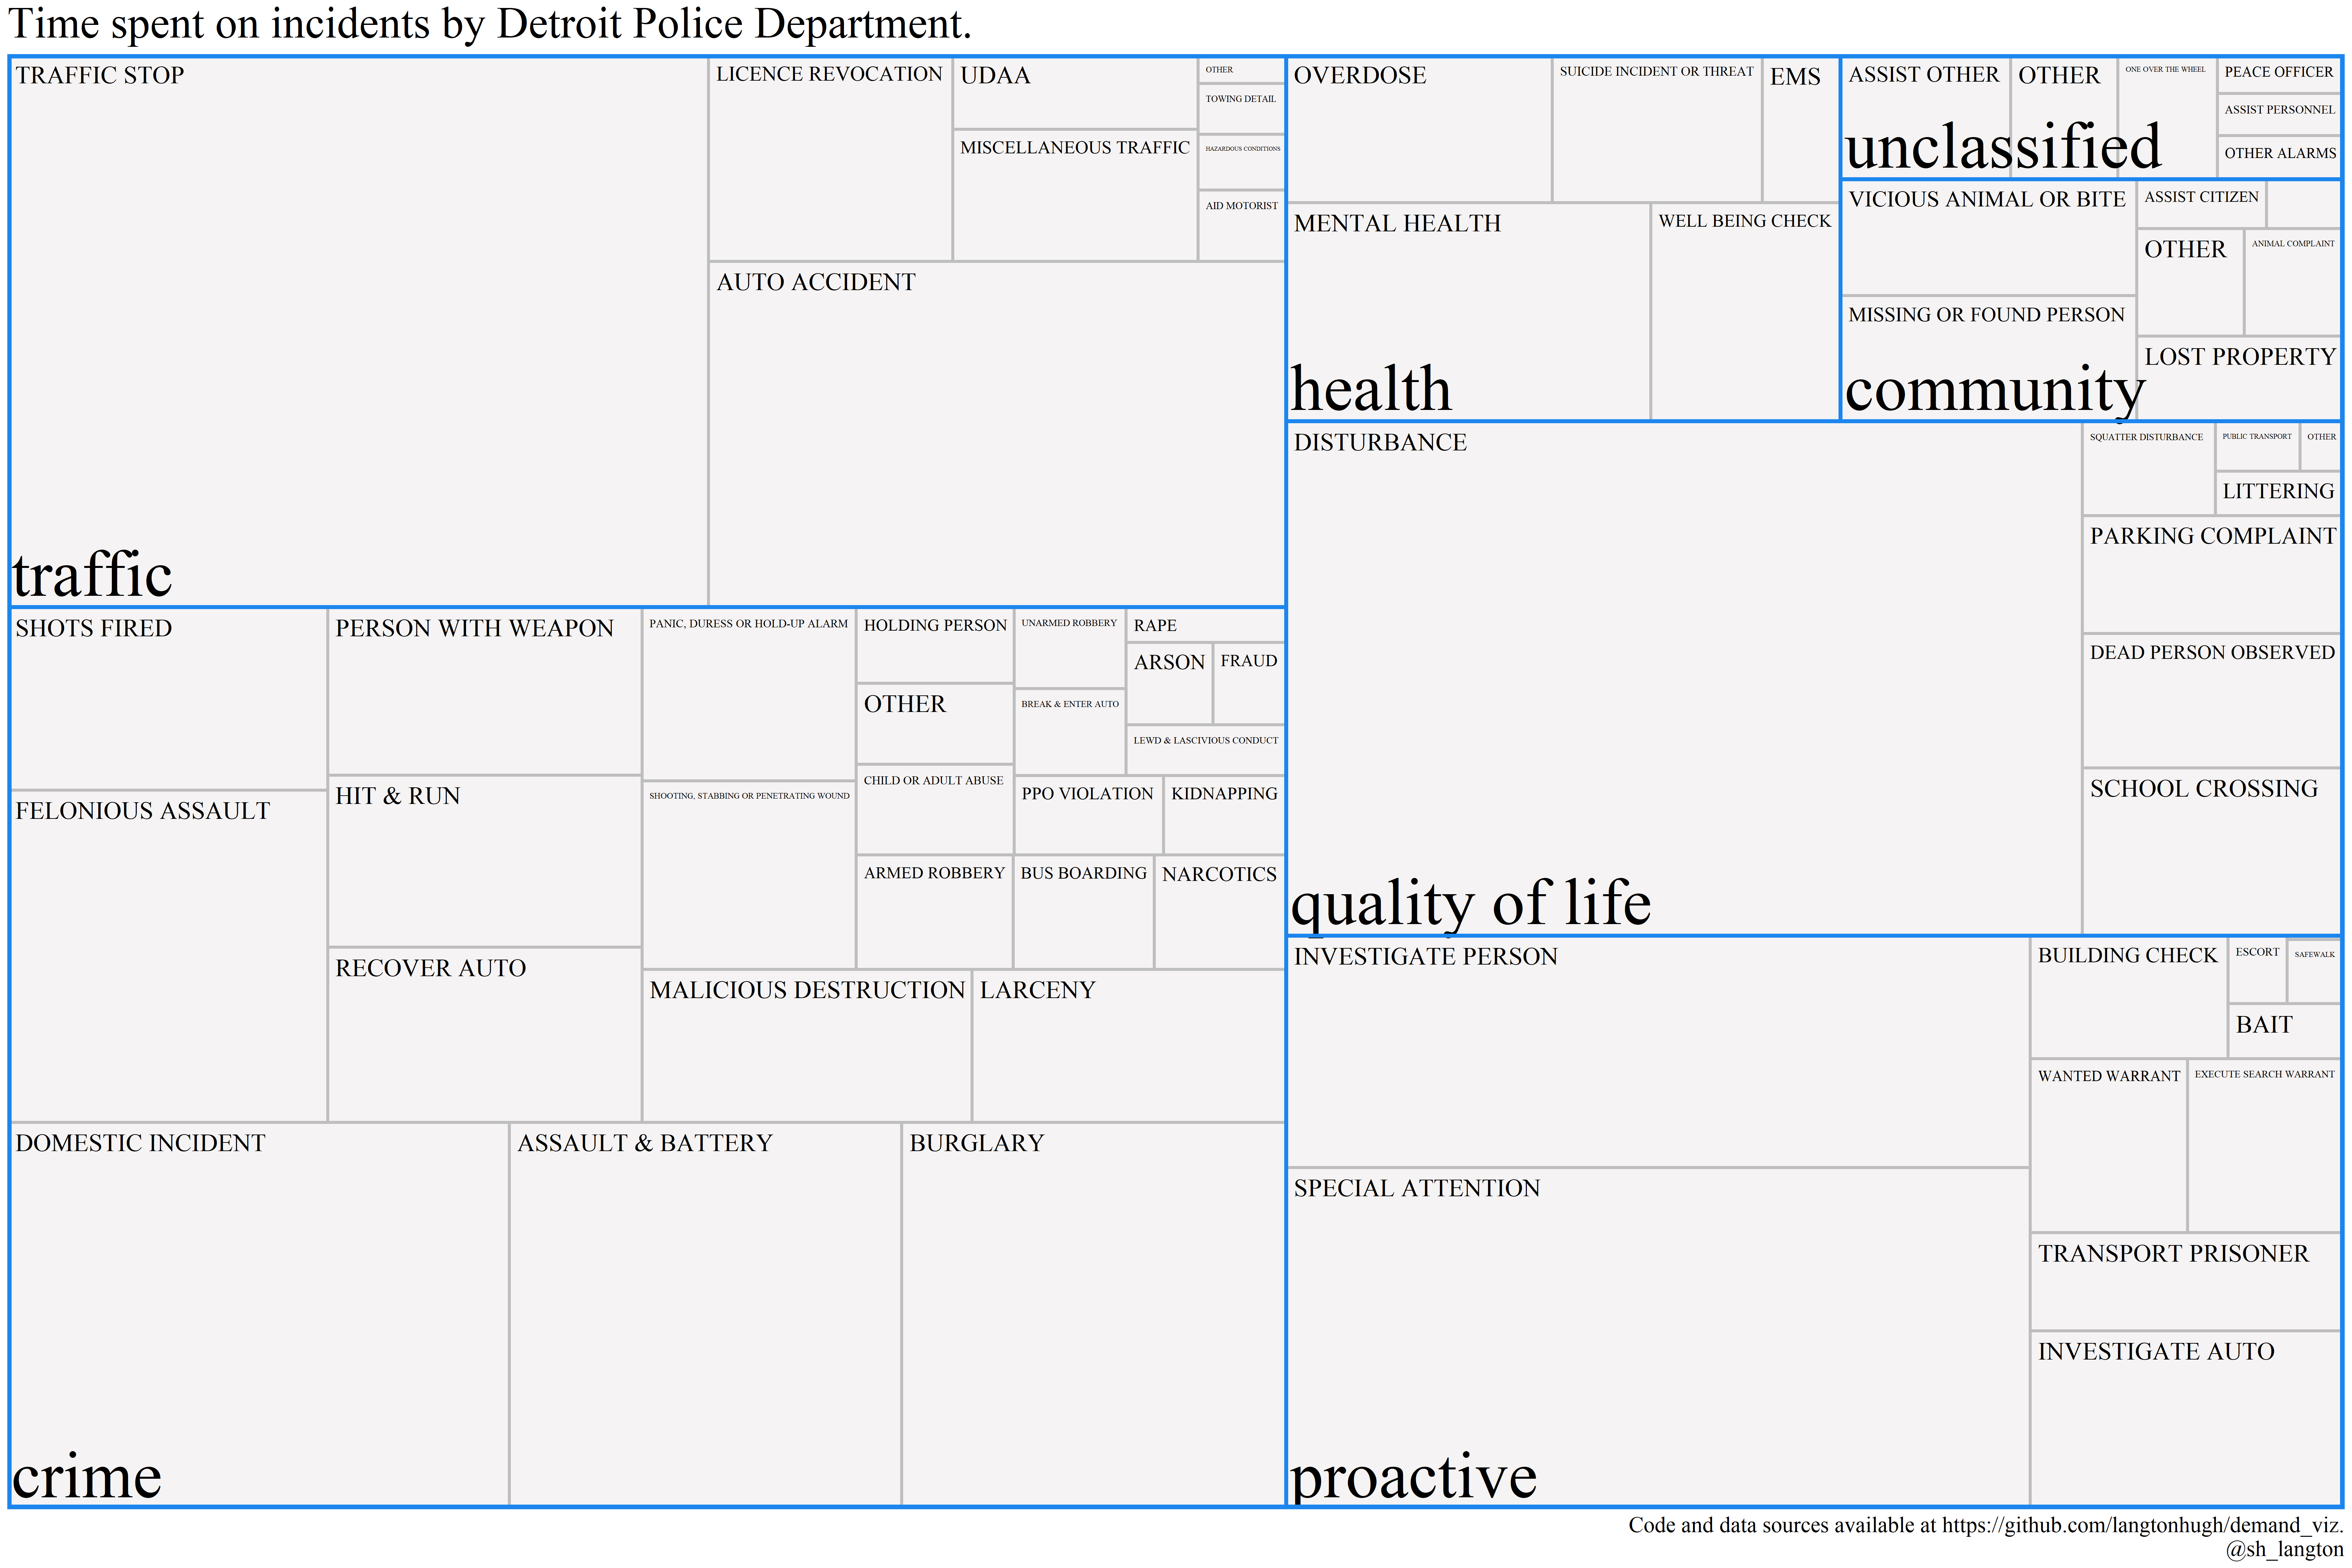 Time spent on incidents by Detroit Police Department.
TRAFFIC STOP
LICENCE REVOCATION
UDAA
MISCELLANEOUS TRAFFIC
OTHER
TOWING DETAIL
HAZARDOUS CONDITIONS
AID MOTORIST
AUTO ACCIDENT
traffic
SHOTS FIRED
PERSON WITH WEAPON
PANIC, DURESS OR HOLD-UP ALARM
HOLDING PERSON
UNARMED ROBBERY
RAPE
ARSON
FRAUD
OTHER
BREAK & ENTER AUTO
LEWD & LASCIVIOUS CONDUCT
FELONIOUS ASSAULT
HIT & RUN
SHOOTING, STABBING OR PENETRATING WOUND
CHILD OR ADULT ABUSE
PPO VIOLATION
KIDNAPPING
ARMED ROBBERY
BUS BOARDING
NARCOTICS
RECOVER AUTO
MALICIOUS DESTRUCTION
LARCENY
DOMESTIC INCIDENT
ASSAULT & BATTERY
BURGLARY
crime
OVERDOSE
SUICIDE INCIDENT OR THREAT
EMS
MENTAL HEALTH
WELL BEING CHECK
health
ASSIST OTHER
OTHER
ONE OVER THE WHEEL
PEACE OFFICER
ASSIST PERSONNEL
OTHER ALARMS
unclassified
VICIOUS ANIMAL OR BITE
ASSIST CITIZEN
OTHER
ANIMAL COMPLAINT
MISSING OR FOUND PERSON
LOST PROPERTY
community
DISTURBANCE
SQUATTER DISTURBANCE
PUBLIC TRANSPORT
OTHER
LITTERING
PARKING COMPLAINT
DEAD PERSON OBSERVED
SCHOOL CROSSING
quality of life
INVESTIGATE PERSON
BUILDING CHECK
ESCORT
SAFEWALK
BAIT
WANTED WARRANT
EXECUTE SEARCH WARRANT
SPECIAL ATTENTION
TRANSPORT PRISONER
INVESTIGATE AUTO
proactive
Code and data sources available at https://github.com/langtonhugh/demand_viz.
@sh_langton